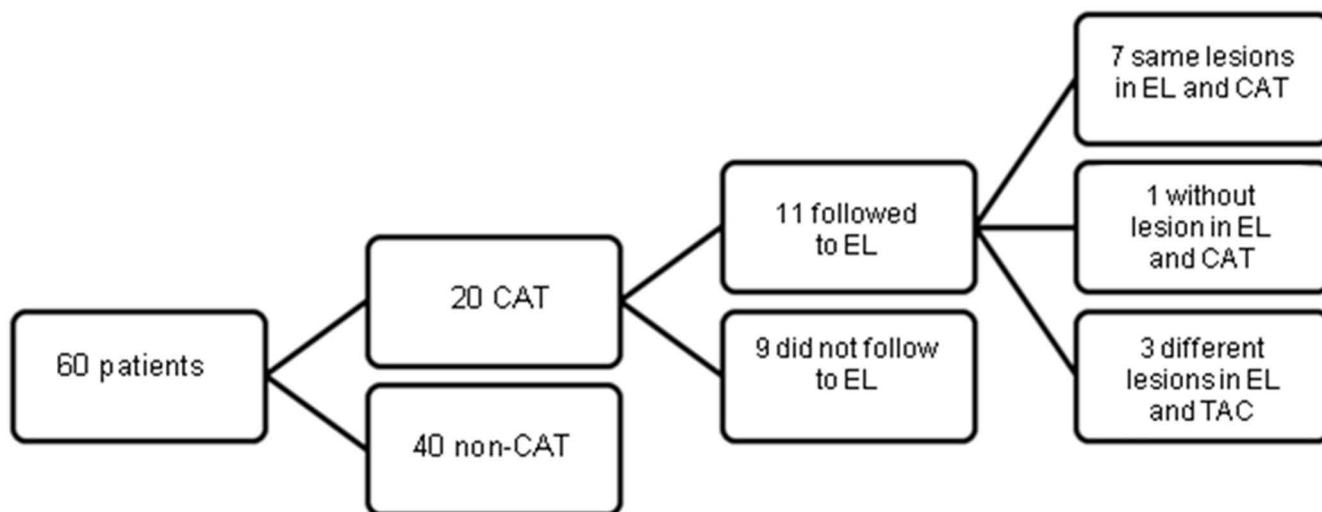 60 patients
20 CAT
40 non-CAT
11 followed
to EL
9 did not follow
to EL
7 same lesions
in EL and CAT
1 without
lesion in EL
and CAT
3 different
lesions in EL
and TAC